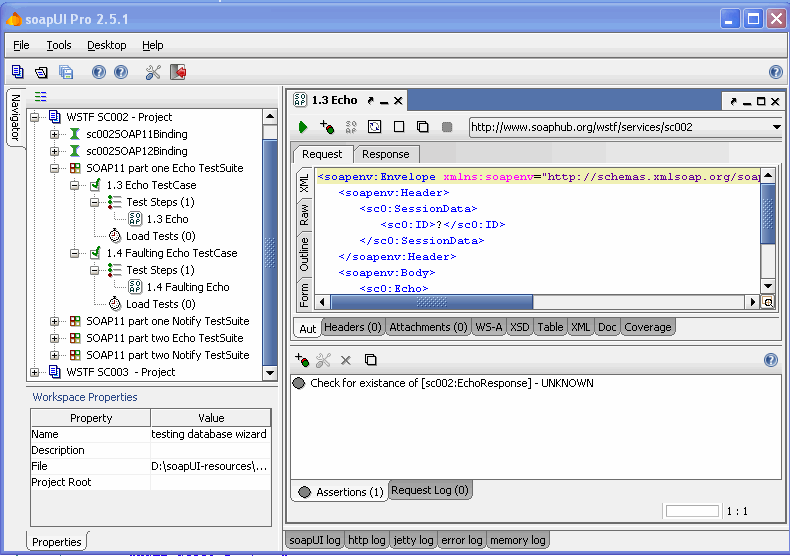 soapUI Pro 2.5.1
File Tools Desktop Help
Navigator
WSTF SC002 - Project
sc002SOAP11Binding
sc002SOAP12Binding
SOAP11 part one Echo TestSuite
1.3 Echo TestCase
Test Steps (1)
1.3 Echo
Load Tests (0)
1.4 Faulting Echo TestCase
Test Steps (1)
1.4 Faulting Echo
Load Tests (0)
SOAP11 part one Notify TestSuite
SOAP11 part two Echo TestSuite
SOAP11 part two Notify TestSuite
WSTF SC003 - Project
Workspace Properties
Property Value
Name testing database wizard
Description
File D:\soapUI-resources\...
Project Root
Properties
1.3 Echo
http://www.soaphub.org/wstf/services/sc002
Request Response
XML
Raw
Outline
Form
<soapenv:Envelope xmlns:soapenv="http://schemas.xmlsoap.org/soap
<soapenv:Header>
<sc0:SessionData>
<sc0:ID>?</sc0:ID>
</sc0:SessionData>
</soapenv:Header>
<soapenv:Body>
<sc0:Echo>
Aut Headers (0) Attachments (0) WS-A XSD Table XML Doc Coverage
Check for existance of [sc002:EchoResponse] - UNKNOWN
Assertions (1) Request Log (0)
1 : 1
soapUI log http log jetty log error log memory log